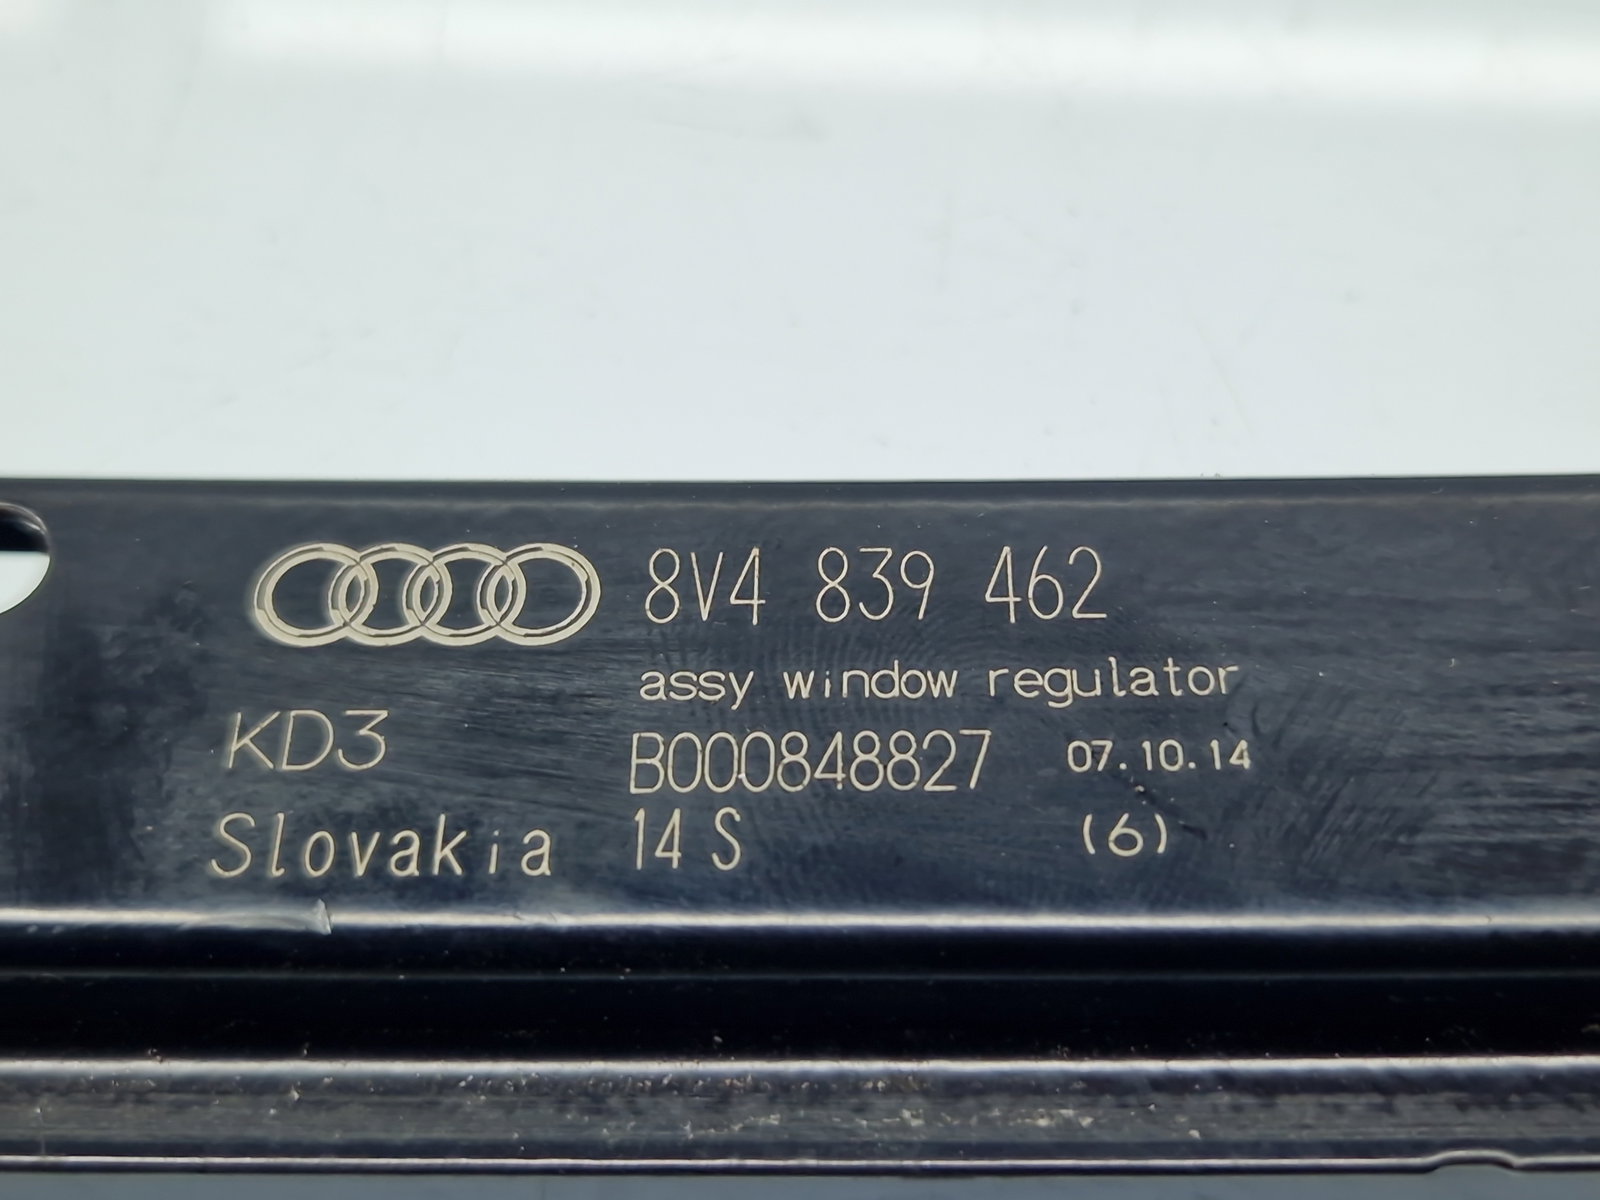 8V4 839 462
assy window regulator
KD3 B000848827 07.10.14
Slovakia 14 S (6)